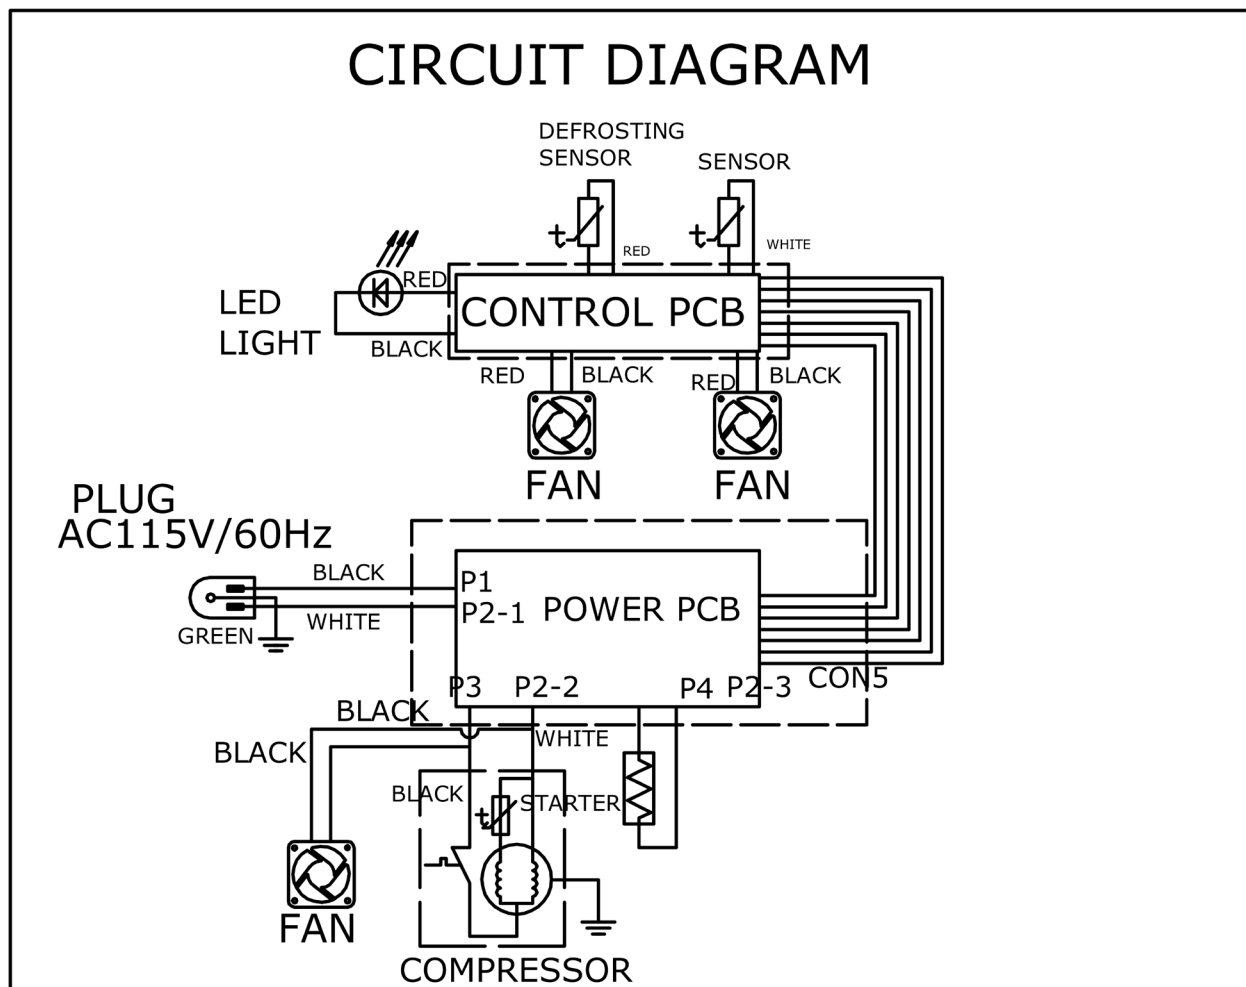 CIRCUIT DIAGRAM
DEFROSTING
SENSOR
SENSOR
t
t
RED
WHITE
RED
LED
LIGHT
CONTROL PCB
BLACK
RED
BLACK
RED
BLACK
FAN
FAN
PLUG
AC115V/60Hz
BLACK
P1
P2-1
POWER PCB
WHITE
GREEN
CON5
P3
P2-2
P4
P2-3
BLACK
WHITE
BLACK
BLACK
STARTER
t
FAN
COMPRESSOR